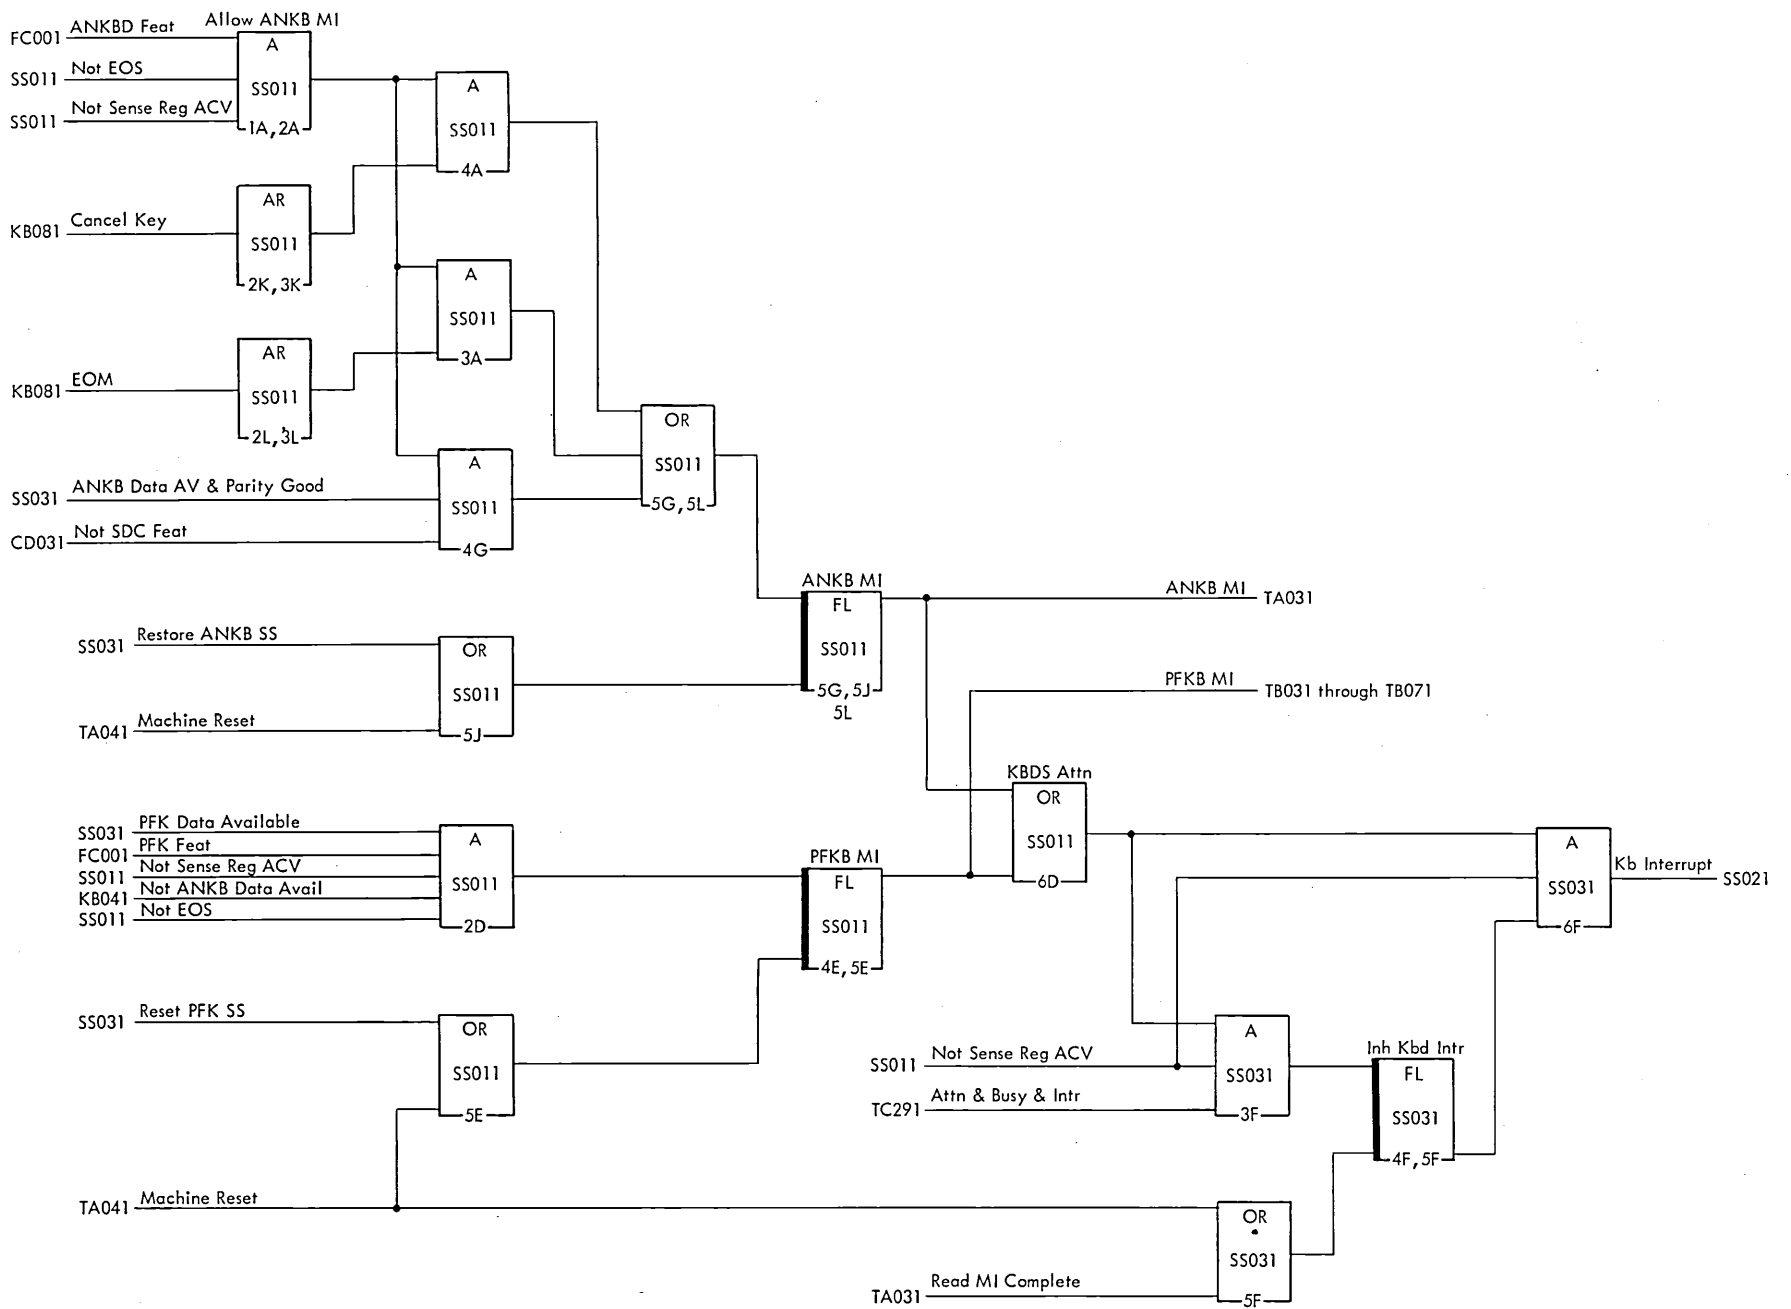 Allow ANKB MI
FC001 ANKBD Feat
A
SS011 Not EOS
SS011
SS011 Not Sense Reg ACV
1A,2A
A
SS011
4A
AR
KB081 Cancel Key
SS011
2K,3K
A
SS011
3A
AR
KB081 EOM
SS011
2L,3L
OR
SS011
5G,5L
A
SS031 ANKB Data AV & Parity Good
SS011
CD031 Not SDC Feat
4G
ANKB MI
FL
SS011
5G,5J
5L
ANKB MI TA031
SS031 Restore ANKB SS
OR
SS011
TA041 Machine Reset
5J
PFKB MI TB031 through TB071
KBDS Attn
OR
SS011
6D
SS031 PFK Data Available
FC001 PFK Feat
SS011 Not Sense Reg ACV
KB041 Not ANKB Data Avail
SS011 Not EOS
A
SS011
2D
PFKB MI
FL
SS011
4E,5E
A
SS031
6F
Kb Interrupt SS021
SS031 Reset PFK SS
OR
SS011
5E
SS011 Not Sense Reg ACV
TC291 Attn & Busy & Intr
A
SS031
3F
Inh Kbd Intr
FL
SS031
4F,5F
TA041 Machine Reset
OR
SS031
TA031 Read MI Complete
5F